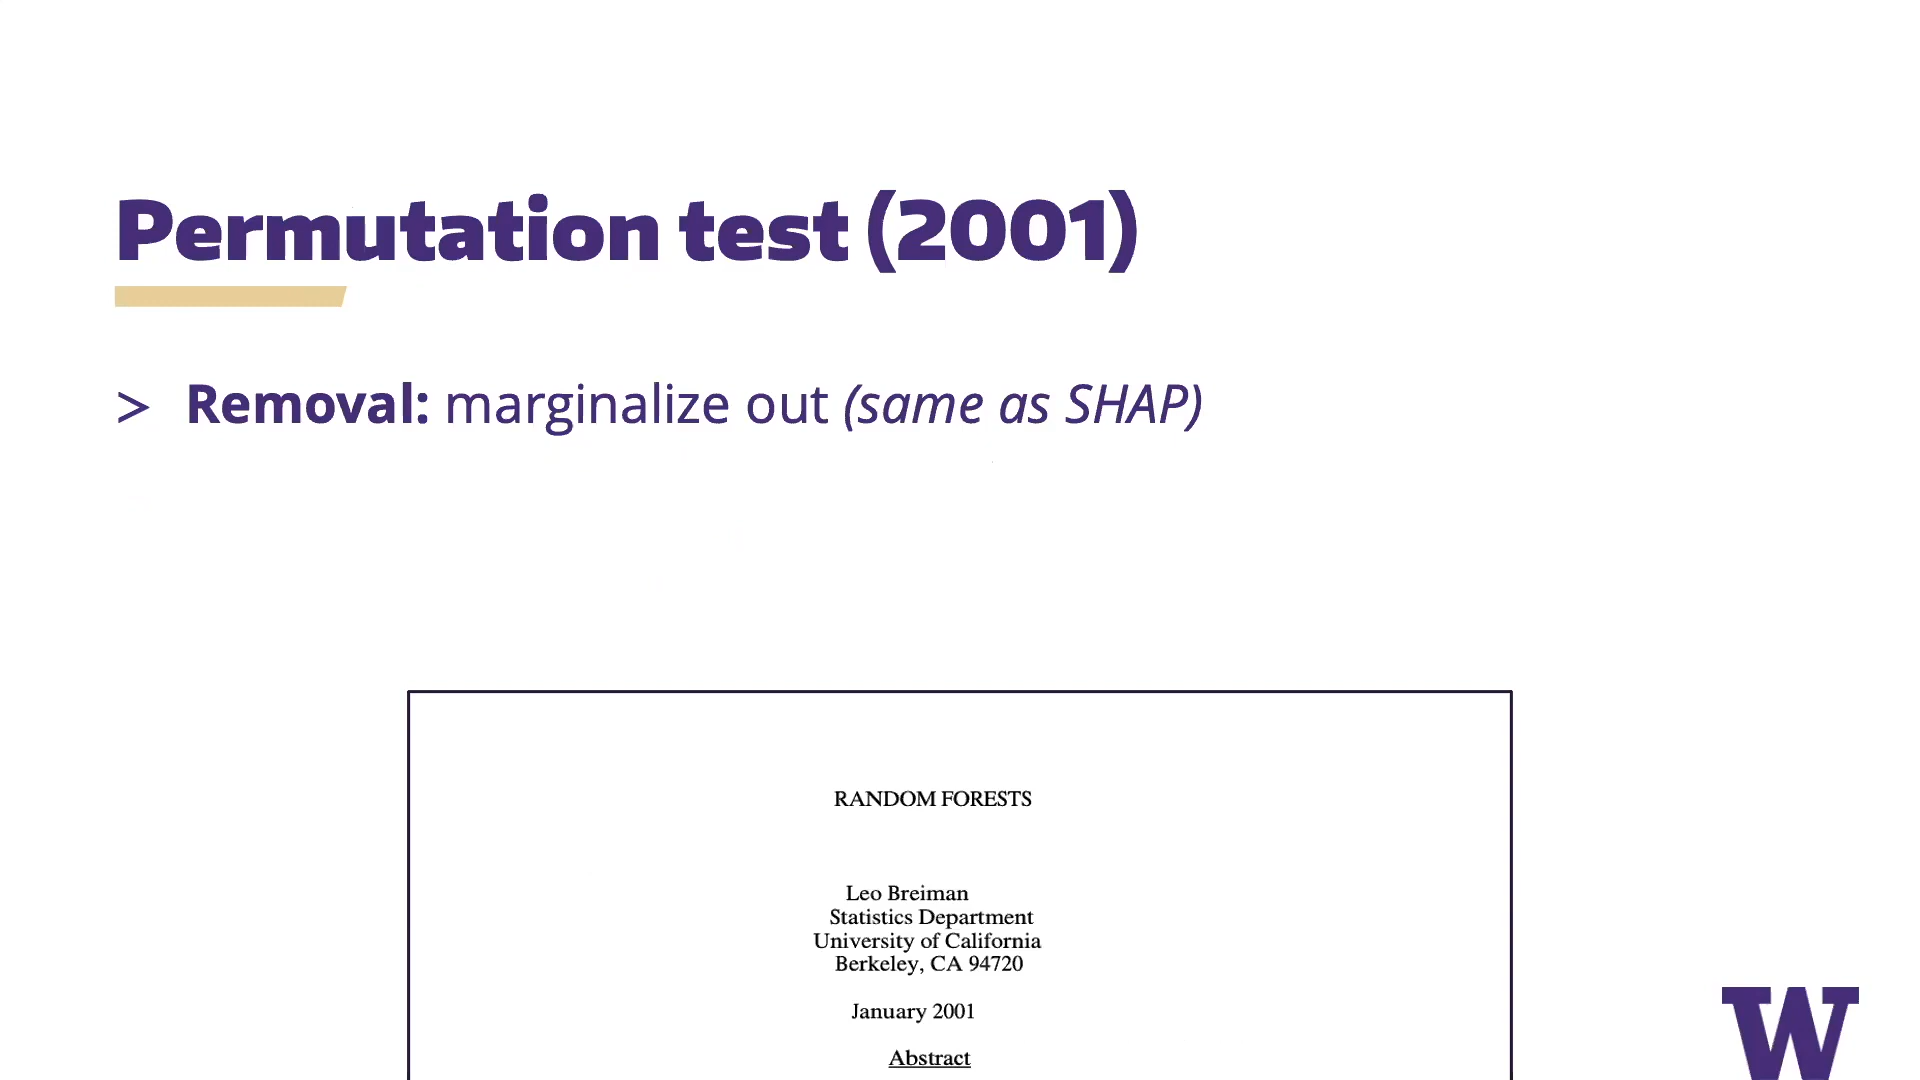 Permutation test (2001)
> Removal: marginalize out (same as SHAP)
RANDOM FORESTS
Leo Breiman
Statistics Department
University of California
Berkeley, CA 94720
January 2001
Abstract
W